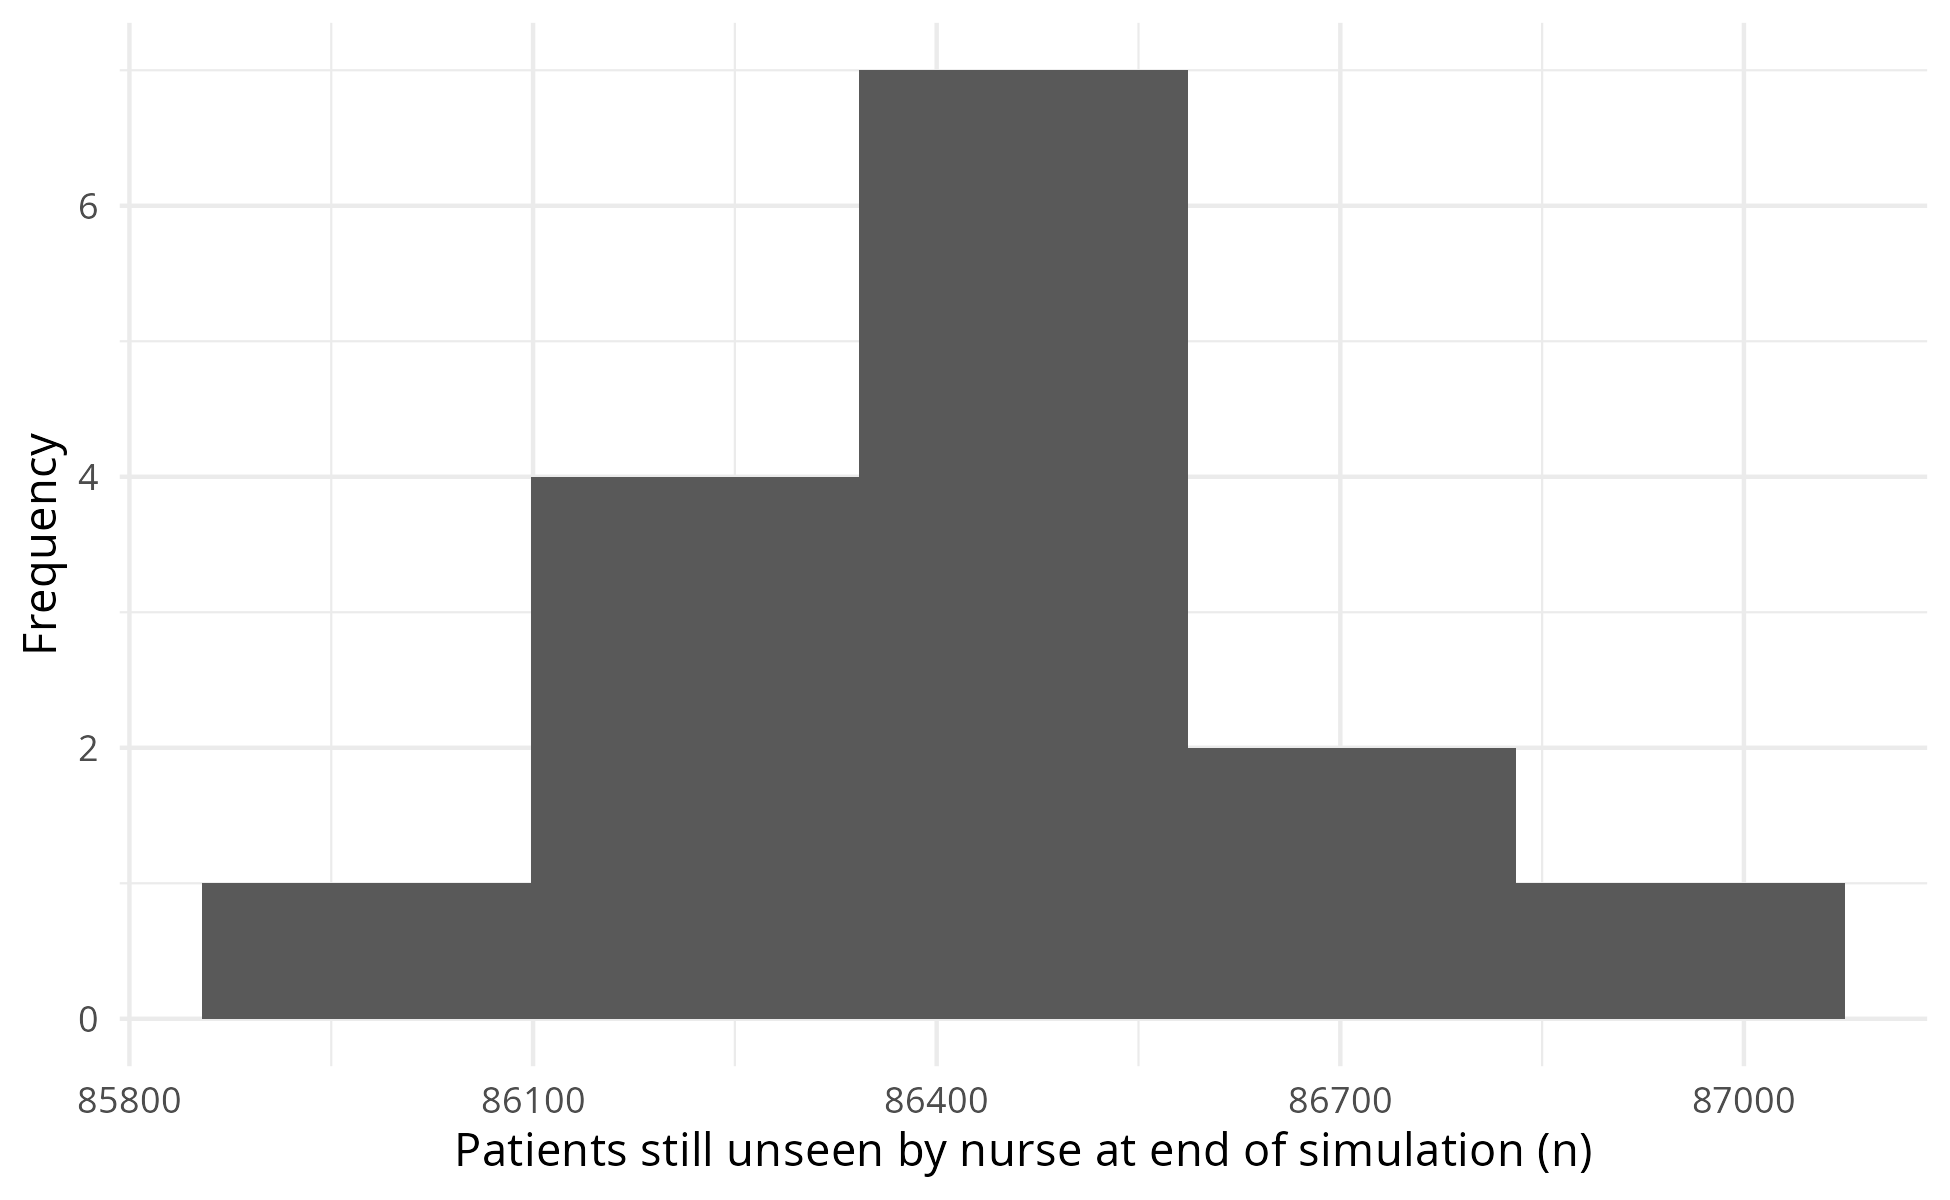 Frequency
6
4
2
0
85800 86100 86400 86700 87000
Patients still unseen by nurse at end of simulation (n)